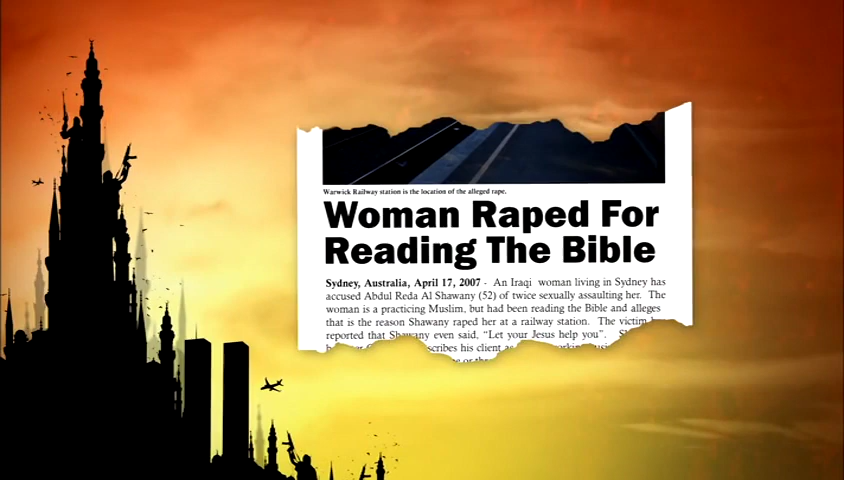 Warwick Railway station is the location of the alleged rape.
Woman Raped For
Reading The Bible
Sydney, Australia, April 17, 2007 - An Iraqi woman living in Sydney has
accused Abdul Reda Al Shawany (52) of twice sexually assaulting her. The
woman is a practicing Muslim, but had been reading the Bible and alleges
that is the reason Shawany raped her at a railway station. The victim
reported that Shawany even said, "Let your Jesus help you".
scribes his client as
or the